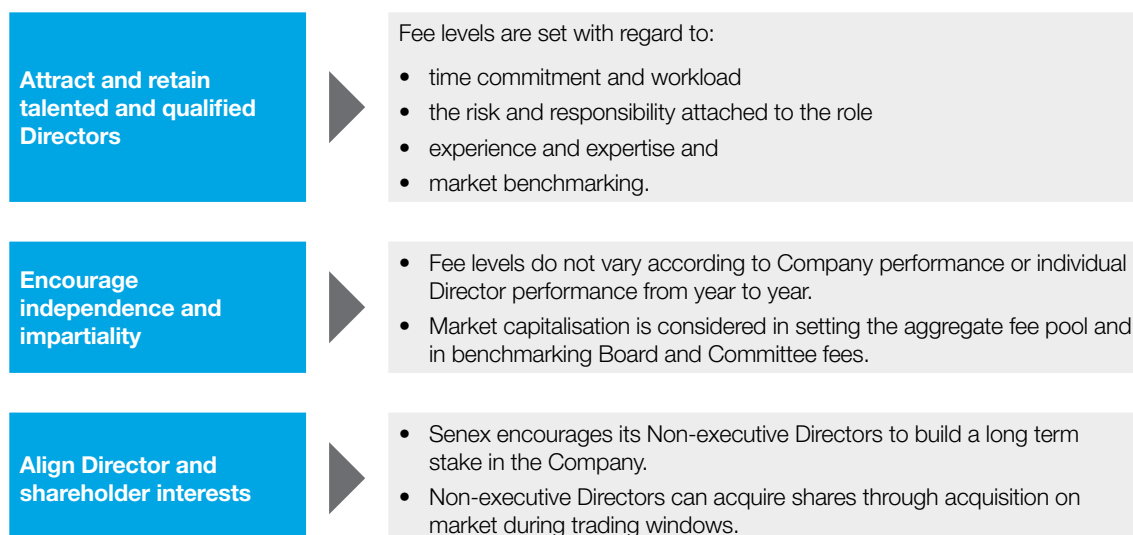 Attract and retain
talented and qualified
Directors
Fee levels are set with regard to:
• time commitment and workload
• the risk and responsibility attached to the role
• experience and expertise and
• market benchmarking.
Encourage
independence and
impartiality
• Fee levels do not vary according to Company performance or individual
Director performance from year to year.
• Market capitalisation is considered in setting the aggregate fee pool and
in benchmarking Board and Committee fees.
Align Director and
shareholder interests
• Senex encourages its Non-executive Directors to build a long term
stake in the Company.
• Non-executive Directors can acquire shares through acquisition on
market during trading windows.